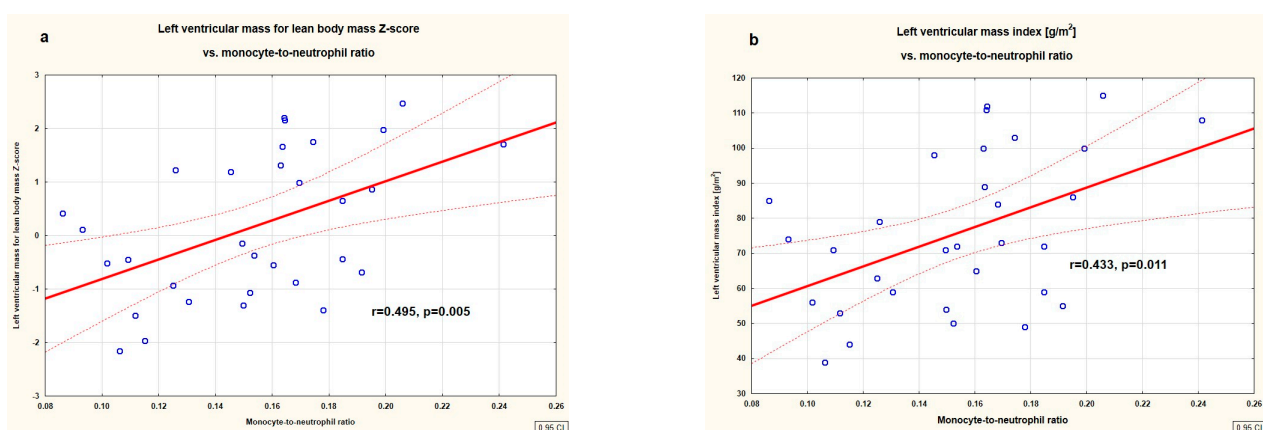 a
Left ventricular mass for lean body mass Z-score
vs. monocyte-to-neutrophil ratio
Left ventricular mass for lean body mass Z-score
3
2
1
0
-1
-2
-3
r=0.495, p=0.005
0.08 0.10 0.12 0.14 0.16 0.18 0.20 0.22 0.24 0.26
Monocyte-to-neutrophil ratio
0.95 CI
b
Left ventricular mass index [g/m²]
vs. monocyte-to-neutrophil ratio
Left ventricular mass index [g/m²]
120
110
100
90
80
70
60
50
40
30
r=0.433, p=0.011
0.08 0.10 0.12 0.14 0.16 0.18 0.20 0.22 0.24 0.26
Monocyte-to-neutrophil ratio
0.95 CI